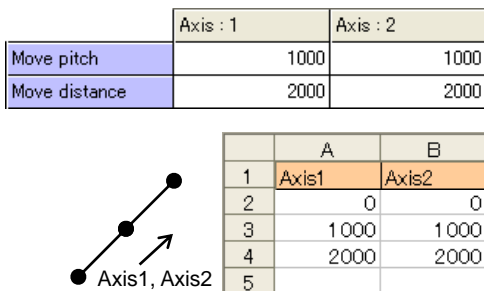 Axis : 1 Axis : 2
Move pitch 1000 1000
Move distance 2000 2000
A B
1 Axis1 Axis2
2 0 0
3 1000 1000
4 2000 2000
5
Axis1, Axis2